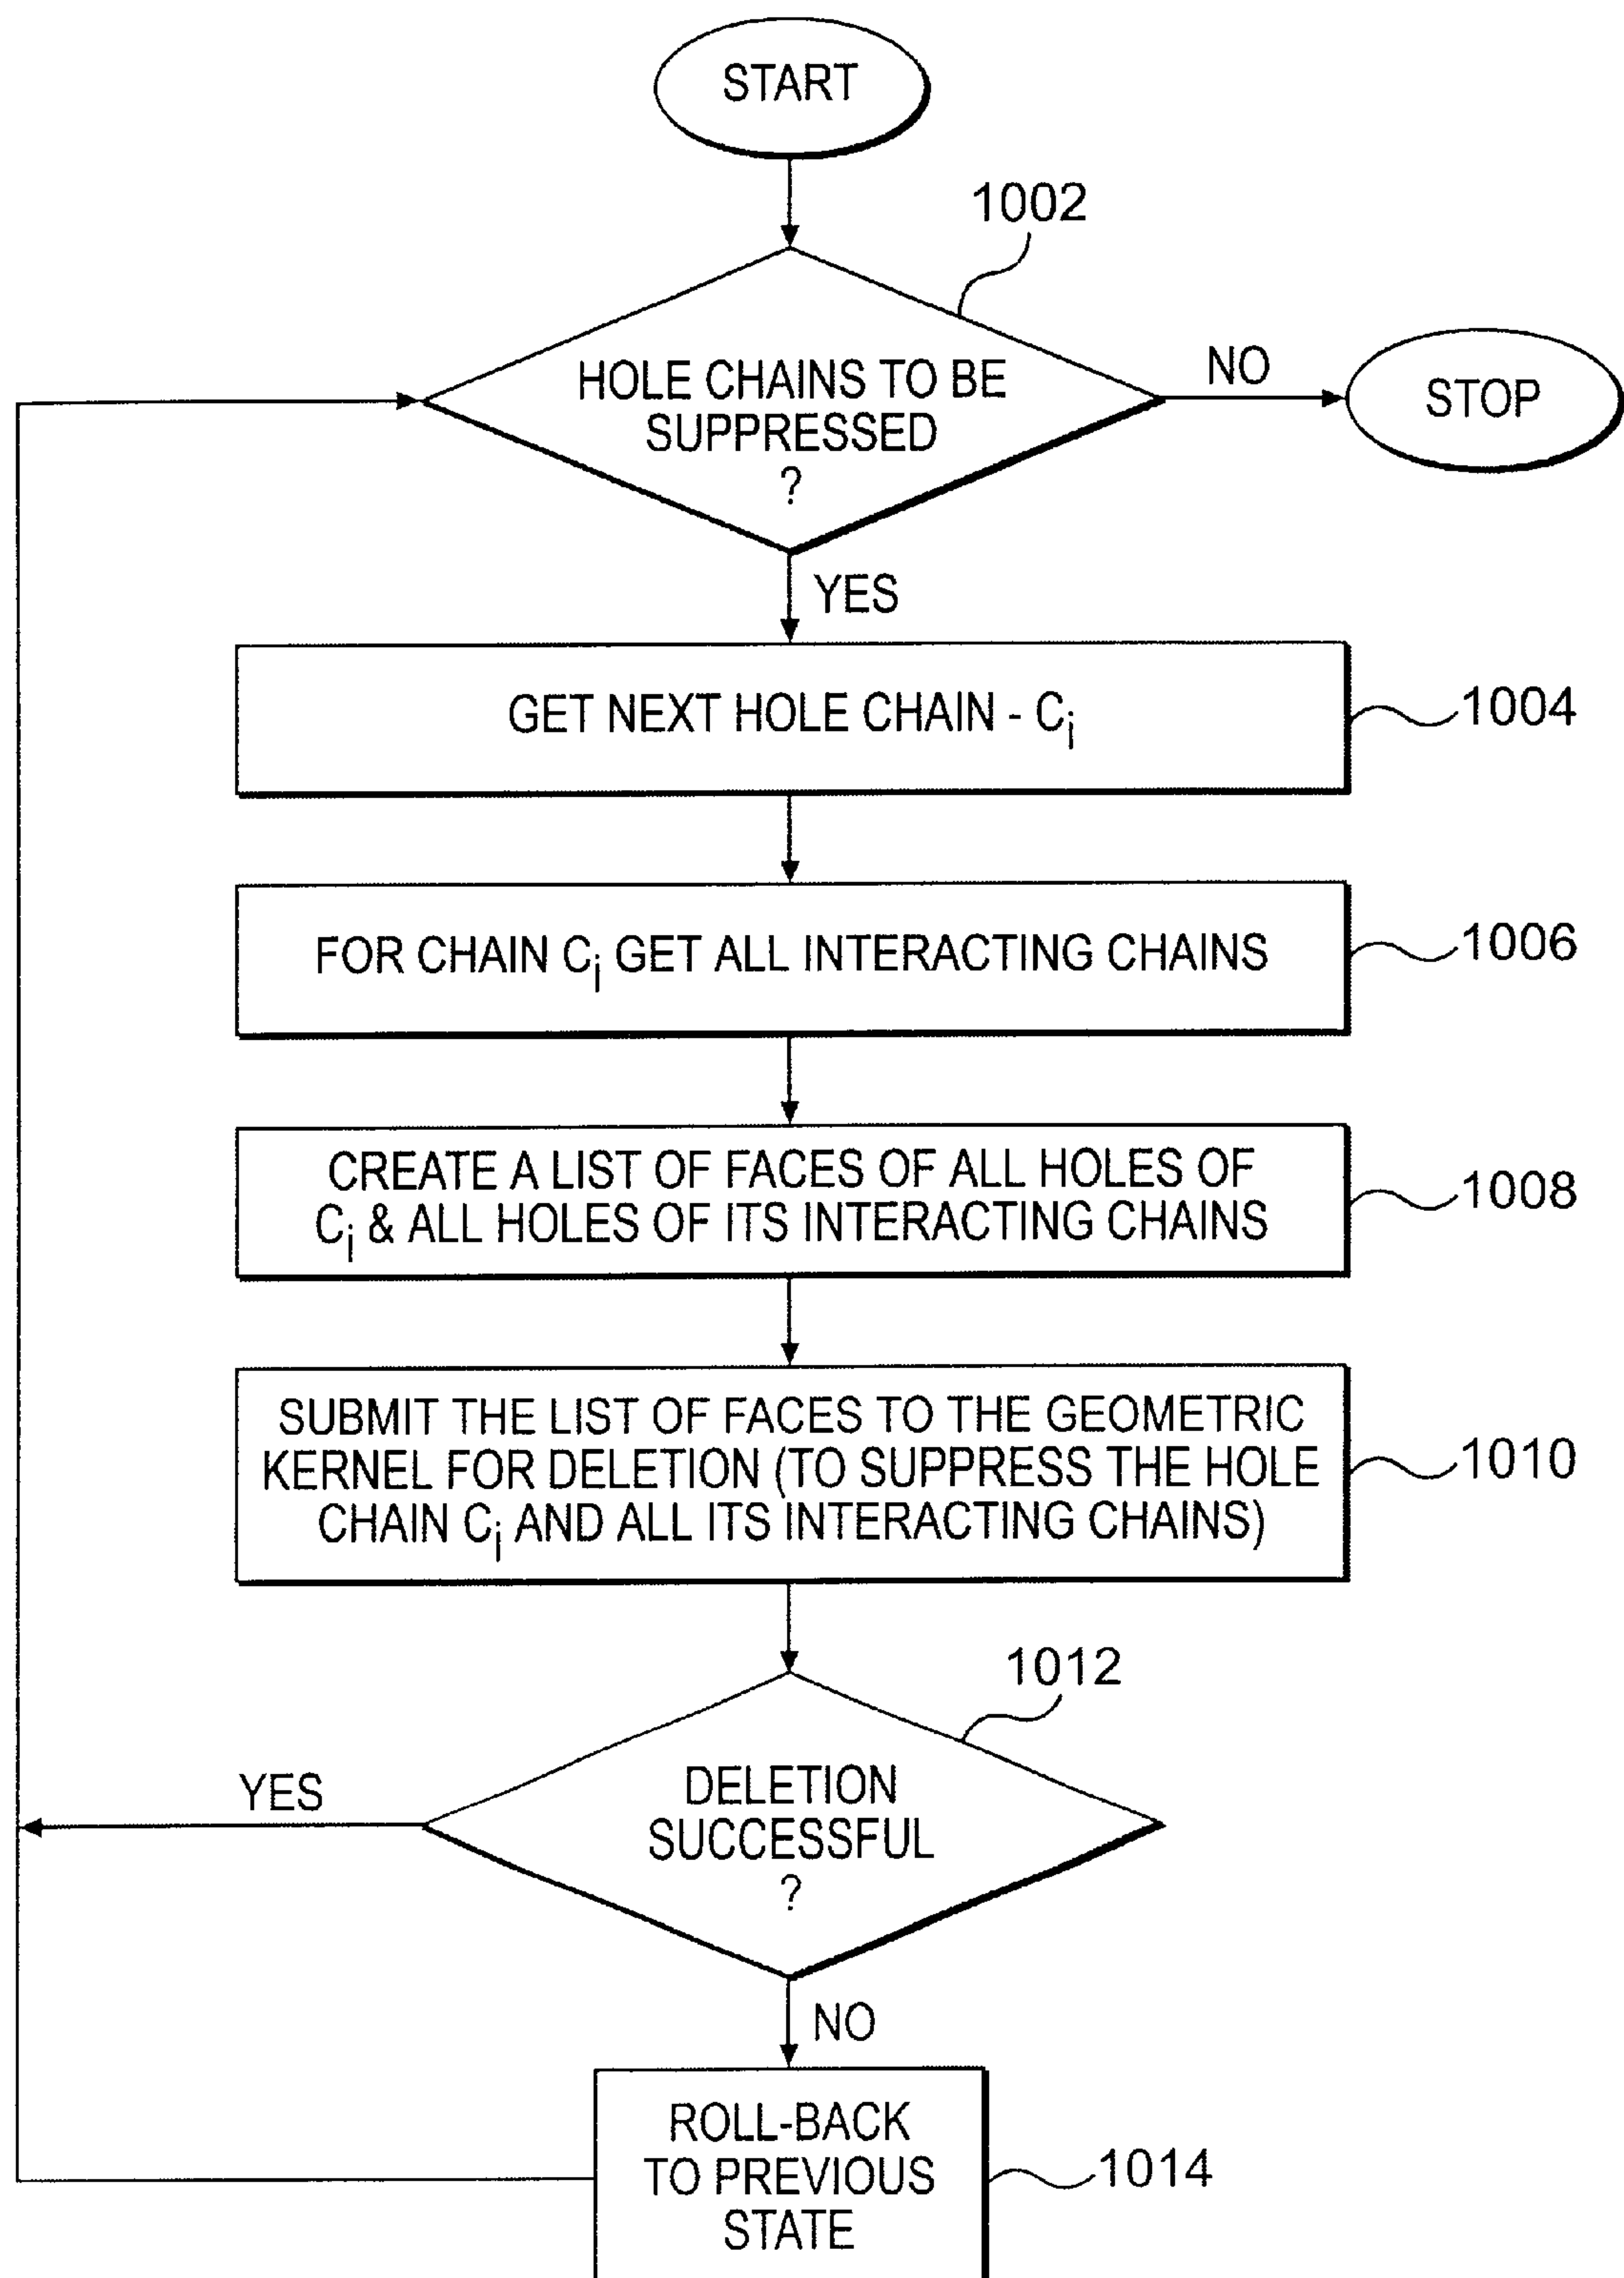 START
1002
HOLE CHAINS TO BE
SUPPRESSED
?
NO
STOP
YES
GET NEXT HOLE CHAIN - Ci
1004
FOR CHAIN Ci GET ALL INTERACTING CHAINS
1006
CREATE A LIST OF FACES OF ALL HOLES OF
Ci & ALL HOLES OF ITS INTERACTING CHAINS
1008
SUBMIT THE LIST OF FACES TO THE GEOMETRIC
KERNEL FOR DELETION (TO SUPPRESS THE HOLE
CHAIN Ci AND ALL ITS INTERACTING CHAINS)
1010
1012
DELETION
SUCCESSFUL
?
YES
NO
ROLL-BACK
TO PREVIOUS
STATE
1014